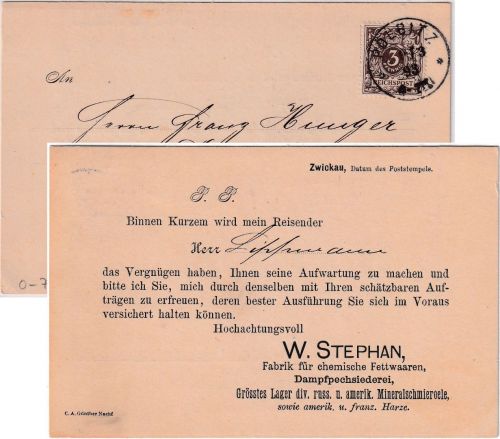 3
REICHSPOST
An
Herrn Franz Hunger
Zwickau, Datum des Poststempels.
P. P.
Binnen Kurzem wird mein Reisender
Herr Lippmann
das Vergnügen haben, Ihnen seine Aufwartung zu machen und
bitte ich Sie, mich durch denselben mit Ihren schätzbaren Auf-
trägen zu erfreuen, deren bester Ausführung Sie sich im Voraus
versichert halten können.
Hochachtungsvoll
W. STEPHAN,
Fabrik für chemische Fettwaaren,
Dampfpechsiederei,
Grösstes Lager div. russ. u. amerik. Mineralschmieroele,
sowie amerik. u. franz. Harze.
C. A. Günther Nachf